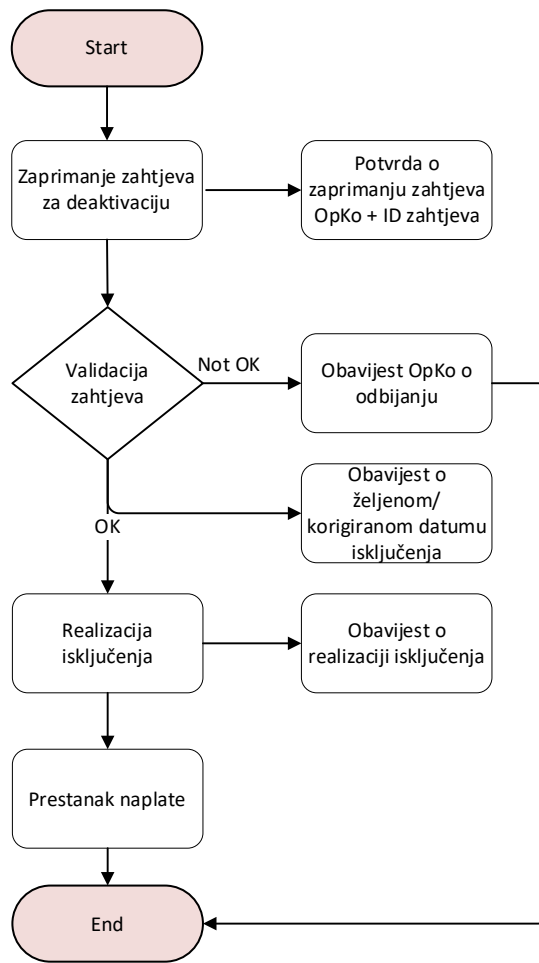 Start
Zaprimanje zahtjeva
za deaktivaciju
Potvrda o
zaprimanju zahtjeva
OpKo + ID zahtjeva
Validacija
zahtjeva
Not OK
Obavijest OpKo o
odbijanju
OK
Obavijest o
željenom/
korigiranom datumu
isključenja
Realizacija
isključenja
Obavijest o
realizaciji isključenja
Prestanak naplate
End